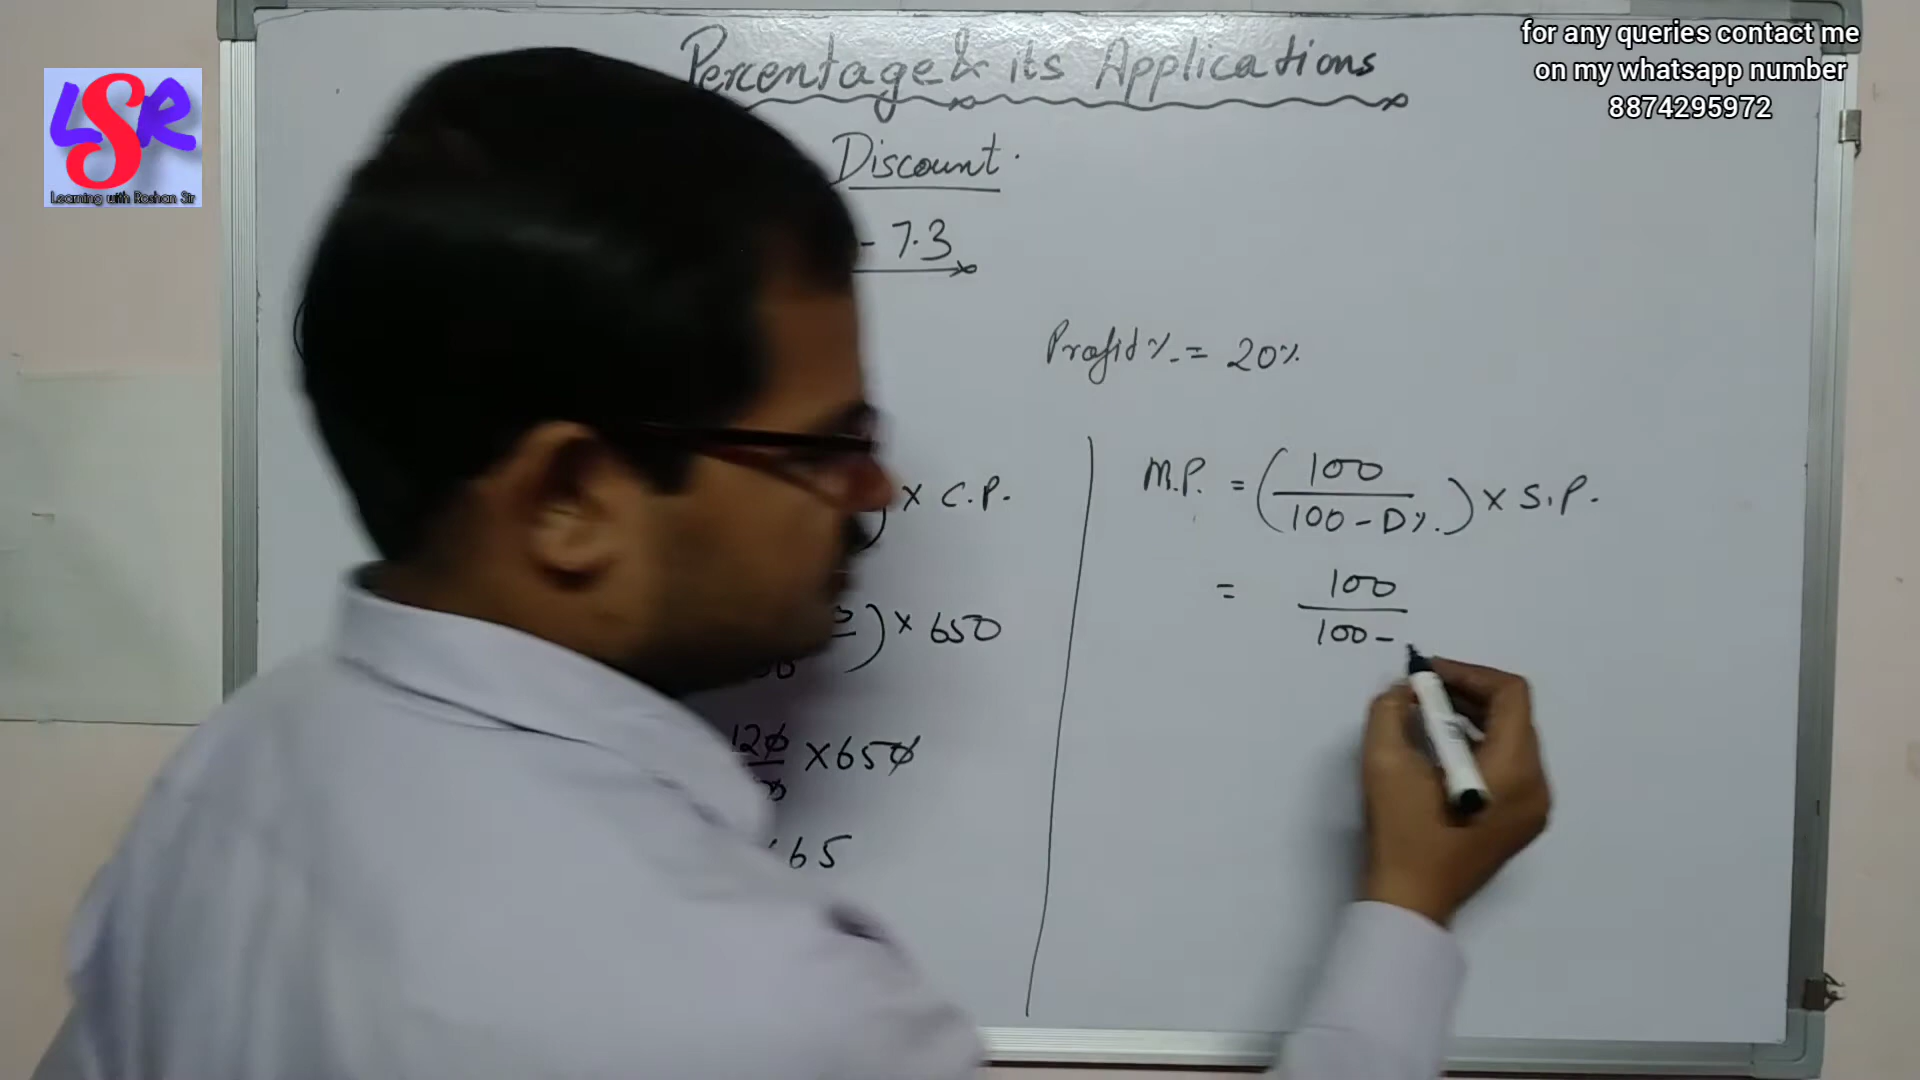 for any queries contact me
on my whatsapp number
8874295972
LSR
Learning with Roshan Sir
Percentage & its Applications
Discount.
- 7.3
Profit % = 20%
× C.P.
) × 650
120 × 650
65
M.P. = (100 / 100 - D%.) × S.P.
= 100
100 -